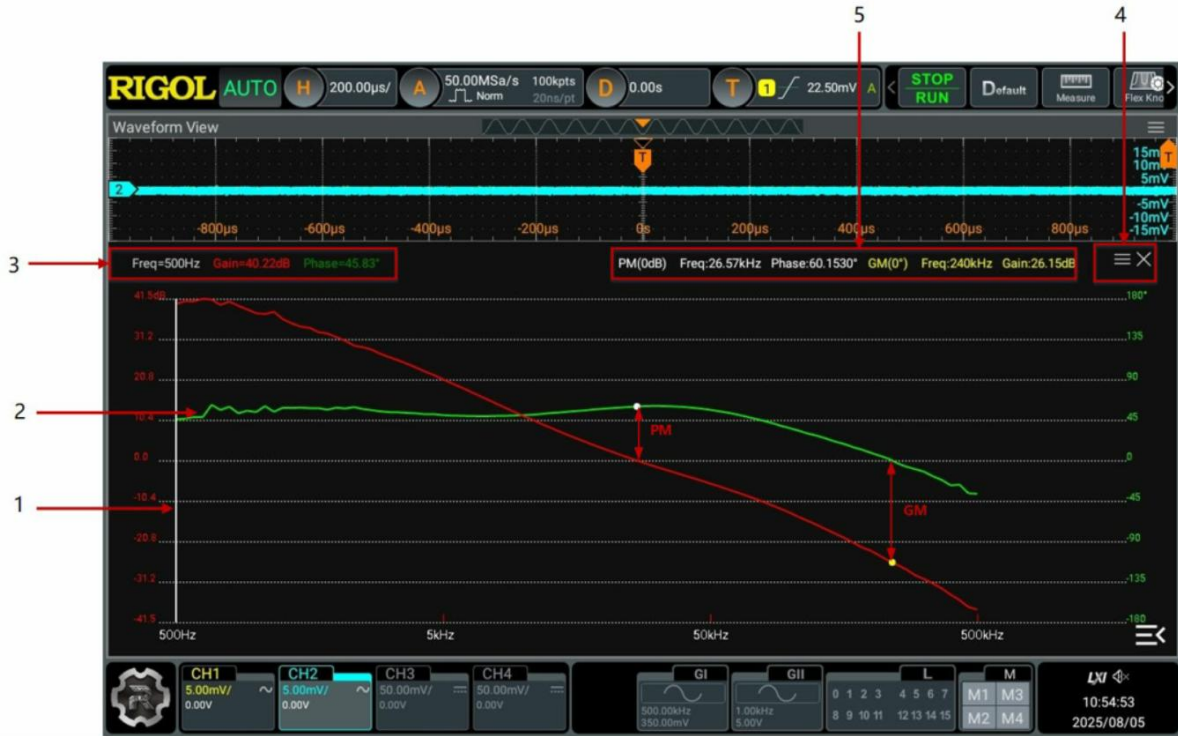 5 4
RIGOL AUTO H 200.00µs/ A 50.00MSa/s Norm 100kpts 20ns/pt D 0.00s T 1 22.50mV A STOP RUN Default Measure Flex Kno
Waveform View
T T
15m
10m
5mV
2
-5mV
-10mV
-15mV
-800µs -600µs -400µs -200µs 0s 200µs 400µs 600µs 800µs
3 Freq=500Hz Gain=40.22dB Phase=45.83° PM(0dB) Freq:26.57kHz Phase:60.1530° GM(0°) Freq:240kHz Gain:26.15dB
41.5dB 180°
31.2 135
20.8 90
2
10.4 45
PM
0.0 0
1
-10.4 -45
GM
-20.8 -90
-31.2 -135
-41.5 -180
500Hz 5kHz 50kHz 500kHz
CH1 CH2 CH3 CH4 GI GII L M
5.00mV/ 5.00mV/ 50.00mV/ 50.00mV/
0.00V 0.00V 0.00V 0.00V
500.00kHz 1.00kHz
350.00mV 5.00V
0 1 2 3 4 5 6 7
8 9 10 11 12 13 14 15
M1 M3
M2 M4
LXI
10:54:53
2025/08/05